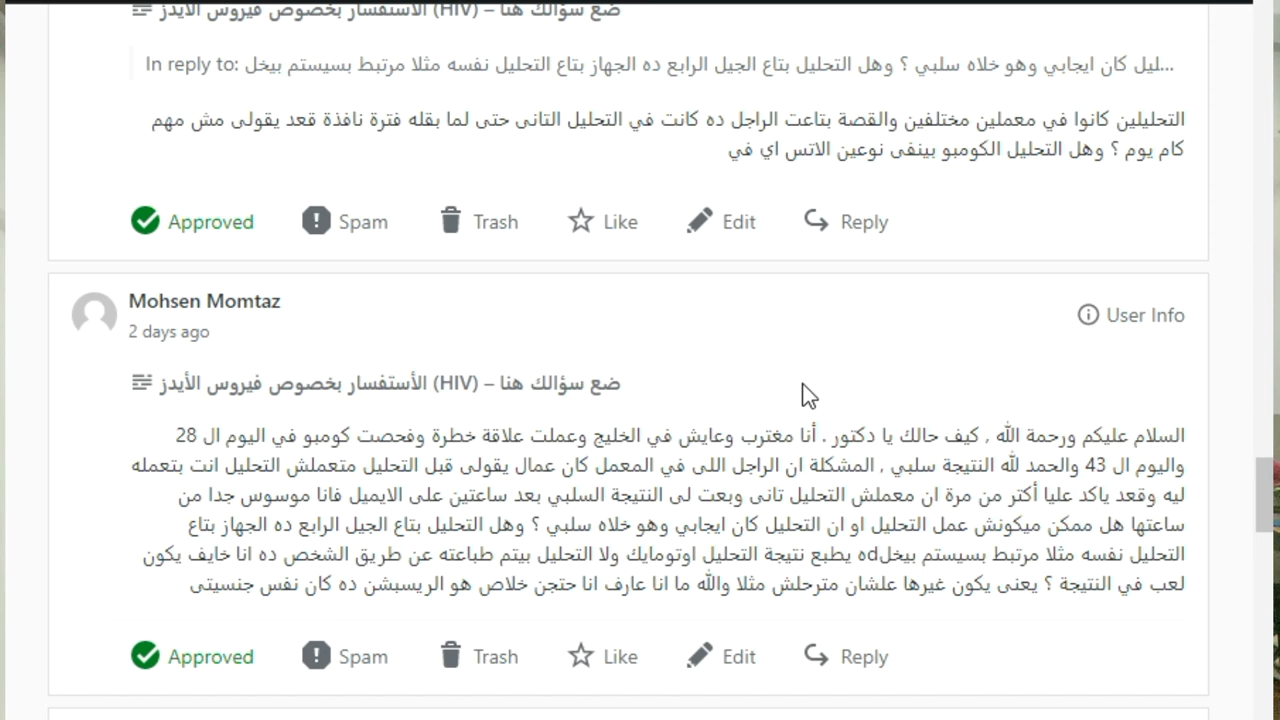 ضع سؤالك هنا – (HIV) الأستفسار بخصوص فيروس الأيدز
In reply to: ليل كان ايجابي وهو خلاه سلبي ؟ وهل التحليل بتاع الجيل الرابع ده الجهاز بتاع التحليل نفسه مثلا مرتبط بسيستم بيخل...
التحليلين كانوا في معملين مختلفين والقصة بتاعت الراجل ده كانت في التحليل التانى حتى لما بقله فترة نافذة قعد يقولى مش مهم
كام يوم ؟ وهل التحليل الكومبو بينفى نوعين الاتس اي في
Approved Spam Trash Like Edit Reply
Mohsen Momtaz
User Info
2 days ago
ضع سؤالك هنا – (HIV) الأستفسار بخصوص فيروس الأيدز
السلام عليكم ورحمة الله , كيف حالك يا دكتور . أنا مغترب وعايش في الخليج وعملت علاقة خطرة وفحصت كومبو في اليوم ال 28
واليوم ال 43 والحمد لله النتيجة سلبي , المشكلة ان الراجل اللى في المعمل كان عمال يقولى قبل التحليل متعملش التحليل انت بتعمله
ليه وقعد ياكد عليا أكتر من مرة ان معملش التحليل تانى وبعت لى النتيجة السلبي بعد ساعتين على الايميل فانا موسوس جدا من
ساعتها هل ممكن ميكونش عمل التحليل او ان التحليل كان ايجابي وهو خلاه سلبي ؟ وهل التحليل بتاع الجيل الرابع ده الجهاز بتاع
التحليل نفسه مثلا مرتبط بسيستم بيخلdه يطبع نتيجة التحليل اوتومايك ولا التحليل بيتم طباعته عن طريق الشخص ده انا خايف يكون
لعب في النتيجة ؟ يعنى يكون غيرها علشان مترحلش مثلا والله ما انا عارف انا حتجن خلاص هو الريسبشن ده كان نفس جنسيتى
Approved Spam Trash Like Edit Reply